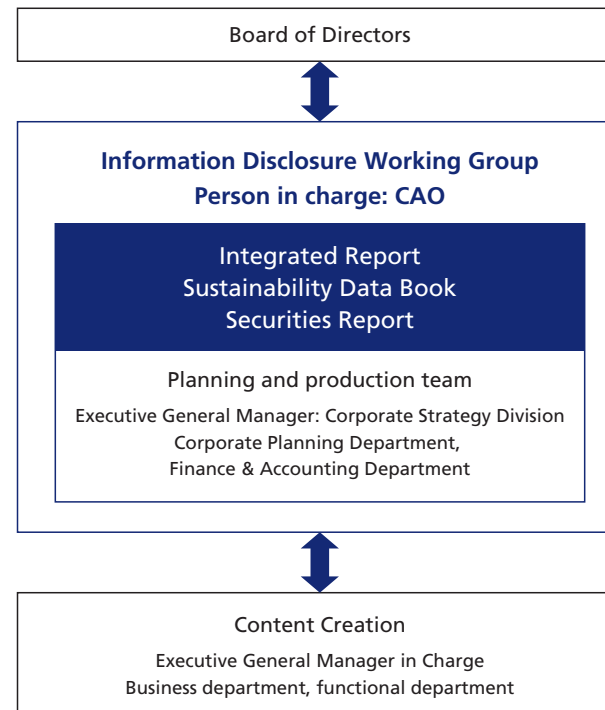 Board of Directors
Information Disclosure Working Group
Person in charge: CAO
Integrated Report
Sustainability Data Book
Securities Report
Planning and production team
Executive General Manager: Corporate Strategy Division
Corporate Planning Department,
Finance & Accounting Department
Content Creation
Executive General Manager in Charge
Business department, functional department